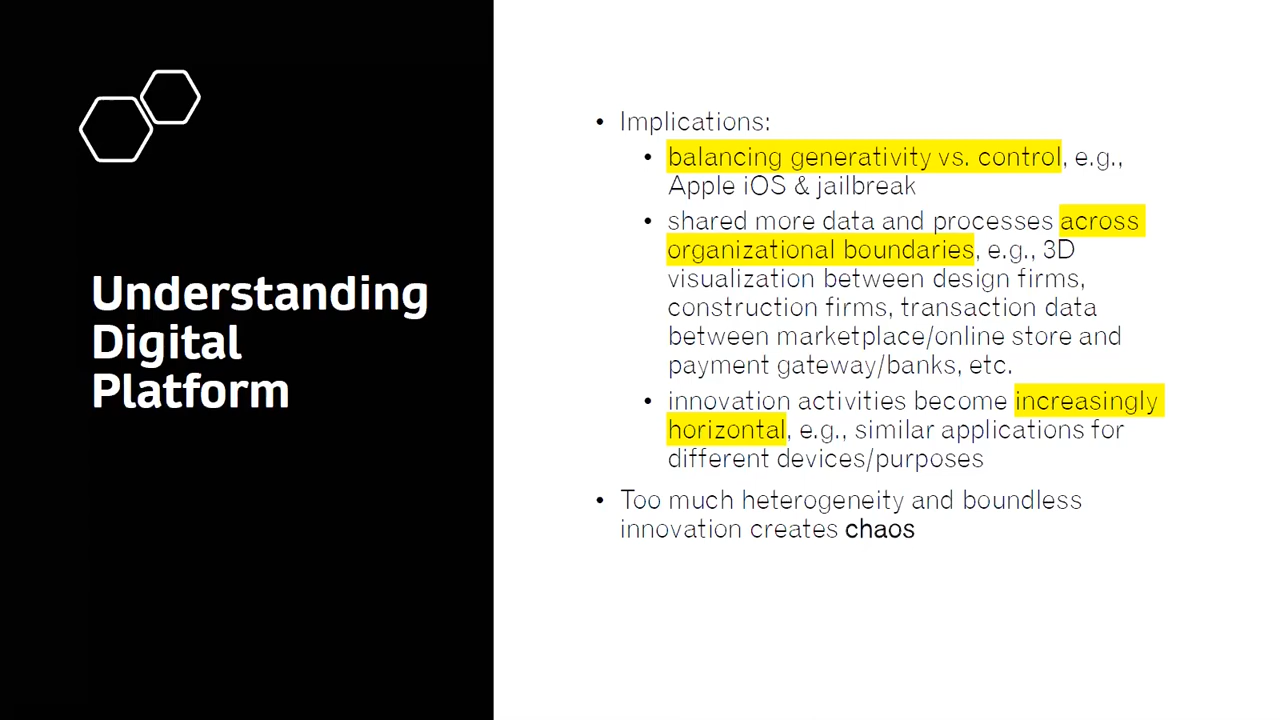 Understanding
Digital
Platform
• Implications:
• balancing generativity vs. control, e.g.,
Apple iOS & jailbreak
• shared more data and processes across
organizational boundaries, e.g., 3D
visualization between design firms,
construction firms, transaction data
between marketplace/online store and
payment gateway/banks, etc.
• innovation activities become increasingly
horizontal, e.g., similar applications for
different devices/purposes
• Too much heterogeneity and boundless
innovation creates chaos